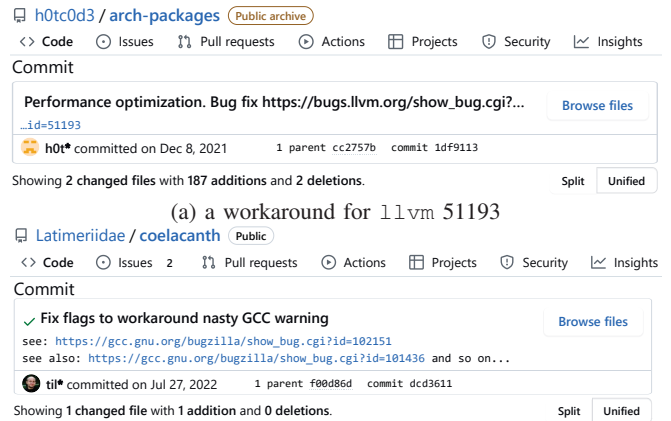 h0tc0d3 / arch-packages Public archive
<> Code Issues Pull requests Actions Projects Security Insights
Commit
Performance optimization. Bug fix https://bugs.llvm.org/show_bug.cgi?...
Browse files
...id=51193
h0t* committed on Dec 8, 2021 1 parent cc2757b commit 1df9113
Showing 2 changed files with 187 additions and 2 deletions. Split Unified
(a) a workaround for llvm 51193
Latimeriidae / coelacanth Public
<> Code Issues 2 Pull requests Actions Projects Security Insights
Commit
Fix flags to workaround nasty GCC warning
Browse files
see: https://gcc.gnu.org/bugzilla/show_bug.cgi?id=102151
see also: https://gcc.gnu.org/bugzilla/show_bug.cgi?id=101436 and so on...
til* committed on Jul 27, 2022 1 parent f00d86d commit dcd3611
Showing 1 changed file with 1 addition and 0 deletions. Split Unified